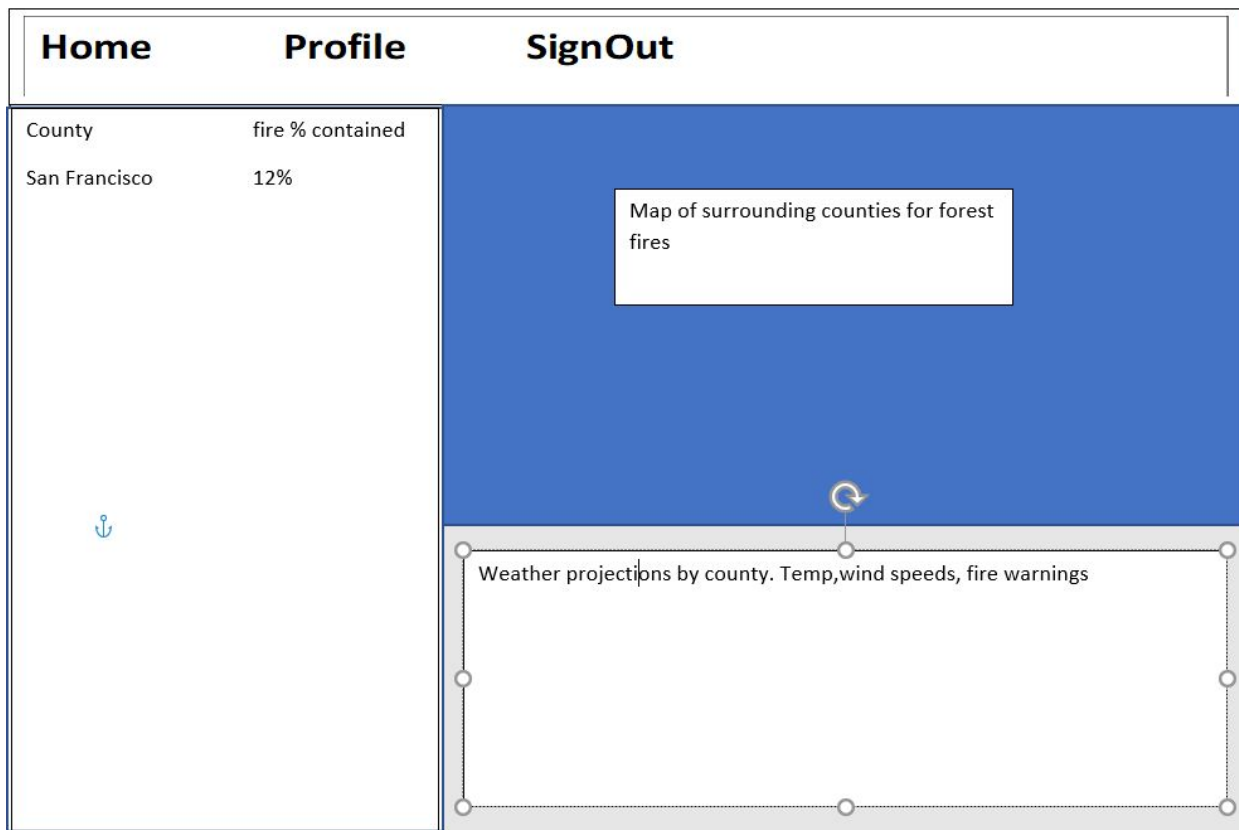 Home Profile SignOut
County fire % contained
San Francisco 12%
Map of surrounding counties for forest
fires
Weather projections by county. Temp,wind speeds, fire warnings